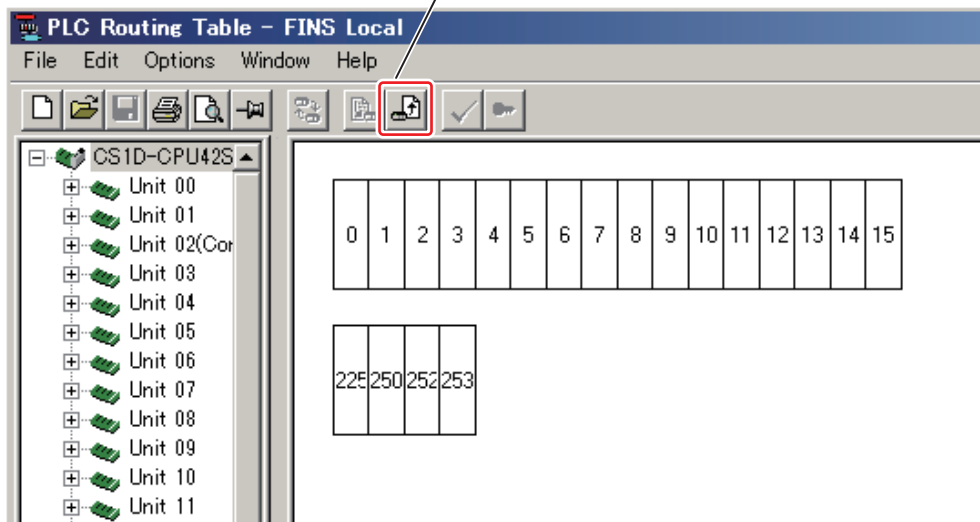 PLC Routing Table - FINS Local
File Edit Options Window Help
CS1D-CPU42S
Unit 00
Unit 01
Unit 02(Cor
Unit 03
Unit 04
Unit 05
Unit 06
Unit 07
Unit 08
Unit 09
Unit 10
Unit 11
0 1 2 3 4 5 6 7 8 9 10 11 12 13 14 15
225 250 252 253